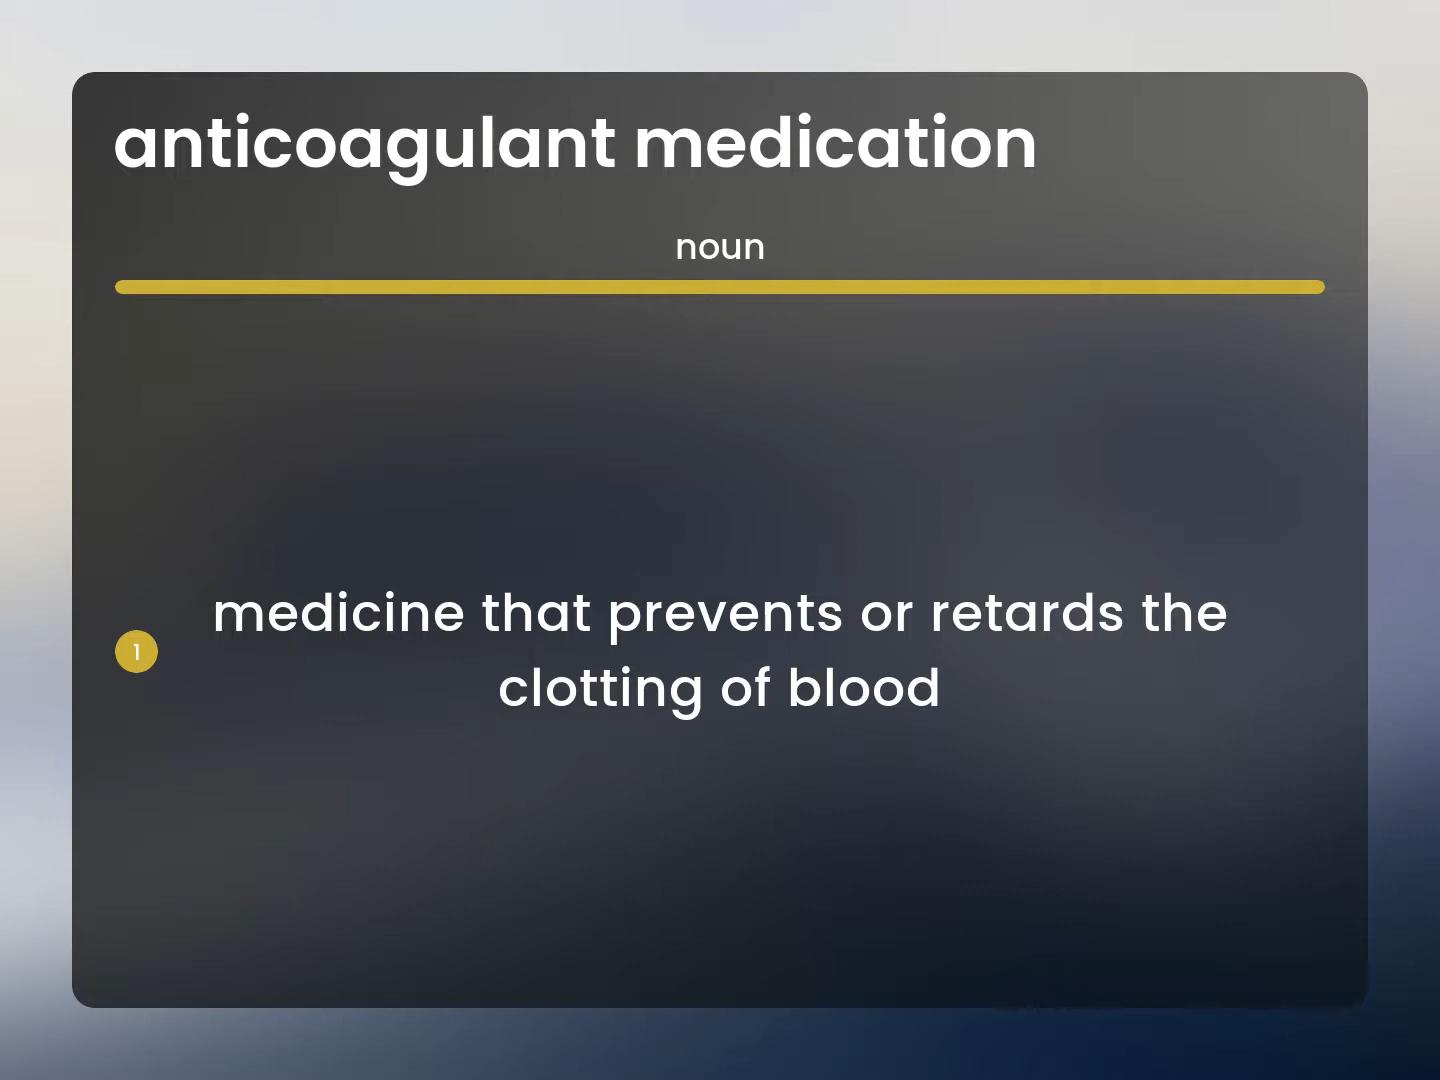 anticoagulant medication
noun
1
medicine that prevents or retards the
clotting of blood